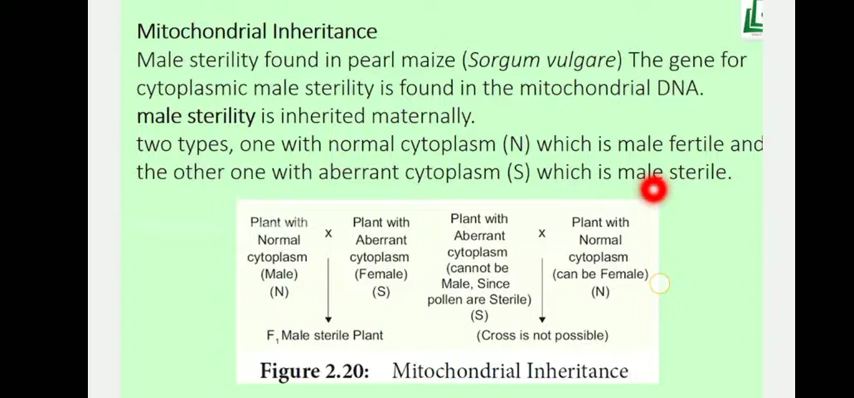 Mitochondrial Inheritance
Male sterility found in pearl maize (Sorgum vulgare) The gene for
cytoplasmic male sterility is found in the mitochondrial DNA.
male sterility is inherited maternally.
two types, one with normal cytoplasm (N) which is male fertile and
the other one with aberrant cytoplasm (S) which is male sterile.
Plant with
Normal
cytoplasm
(Male)
(N)
x
Plant with
Aberrant
cytoplasm
(Female)
(S)
F1 Male sterile Plant
Plant with
Aberrant
cytoplasm
(cannot be
Male, Since
pollen are Sterile)
(S)
x
Plant with
Normal
cytoplasm
(can be Female)
(N)
(Cross is not possible)
Figure 2.20: Mitochondrial Inheritance